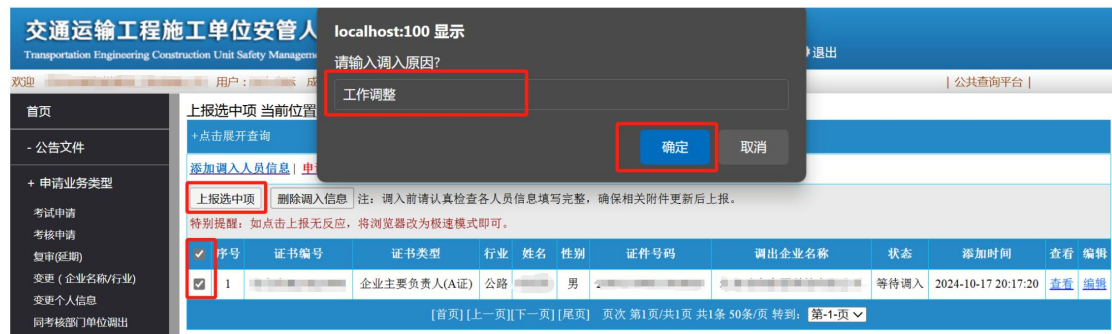 交通运输工程施工单位安管人
Transportation Engineering Construction Unit Safety Managem
localhost:100 显示
请输入调入原因?
工作调整
确定
取消
退出
欢迎
用户：
成
| 公共查询平台 |
首页
- 公告文件
+ 申请业务类型
考试申请
考核申请
复审(延期)
变更（企业名称/行业)
变更个人信息
同考核部门单位调出
上报选中项 当前位置
+点击展开查询
添加调入人员信息 | 申
上报选中项 删除调入信息 注：调入前请认真检查各人员信息填写完整，确保相关附件更新后上报。
特别提醒：如点击上报无反应，将浏览器改为极速模式即可。
序号 证书编号 证书类型 行业 姓名 性别 证件号码 调出企业名称 状态 添加时间 查看 编辑
1 企业主要负责人(A证) 公路 男 等待调入 2024-10-17 20:17:20 查看 编辑
[首页] [上一页][下一页] [尾页] 页次 第1页/共1页 共1条 50条/页 转到: 第-1-页